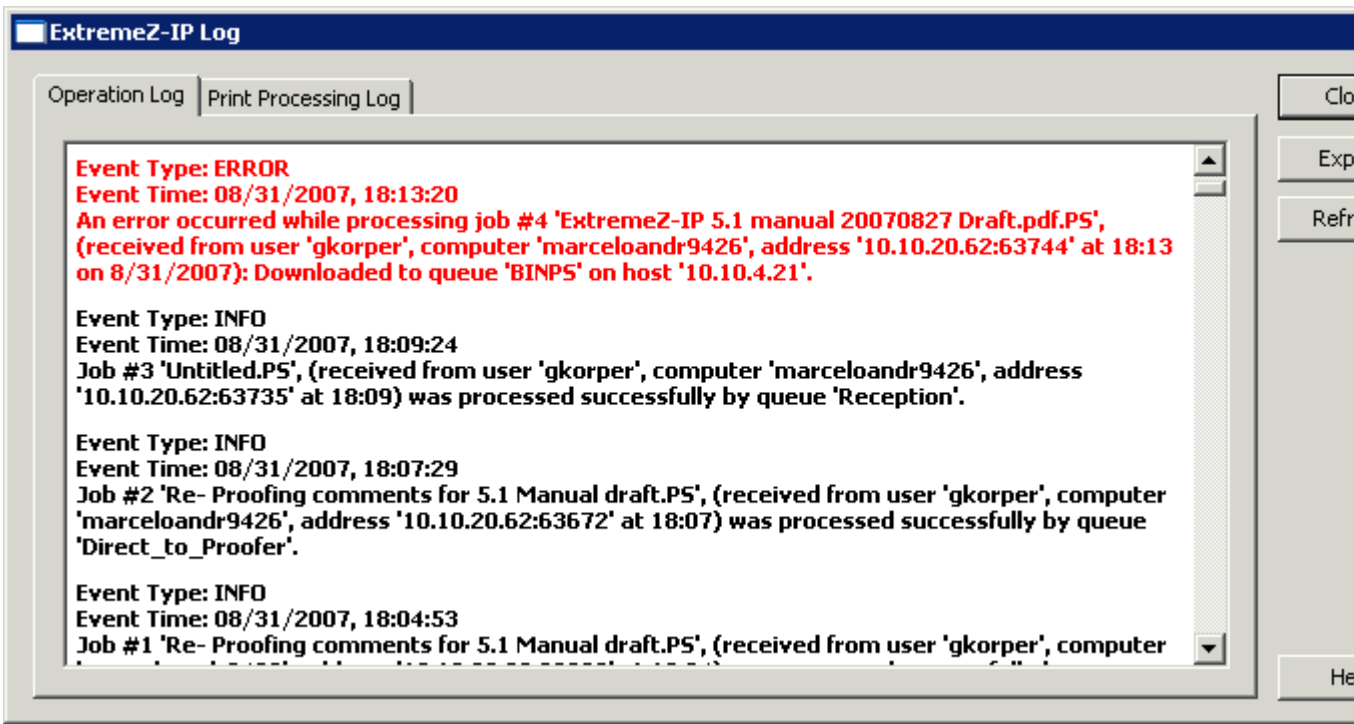 ExtremeZ-IP Log
Operation Log
Print Processing Log
Clo
Exp
Refr
Event Type: ERROR
Event Time: 08/31/2007, 18:13:20
An error occurred while processing job #4 'ExtremeZ-IP 5.1 manual 20070827 Draft.pdf.PS',
(received from user 'gkorper', computer 'marceloandr9426', address '10.10.20.62:63744' at 18:13
on 8/31/2007): Downloaded to queue 'BINPS' on host '10.10.4.21'.
Event Type: INFO
Event Time: 08/31/2007, 18:09:24
Job #3 'Untitled.PS', (received from user 'gkorper', computer 'marceloandr9426', address
'10.10.20.62:63735' at 18:09) was processed successfully by queue 'Reception'.
Event Type: INFO
Event Time: 08/31/2007, 18:07:29
Job #2 'Re- Proofing comments for 5.1 Manual draft.PS', (received from user 'gkorper', computer
'marceloandr9426', address '10.10.20.62:63672' at 18:07) was processed successfully by queue
'Direct_to_Proofer'.
Event Type: INFO
Event Time: 08/31/2007, 18:04:53
Job #1 'Re- Proofing comments for 5.1 Manual draft.PS', (received from user 'gkorper', computer
He